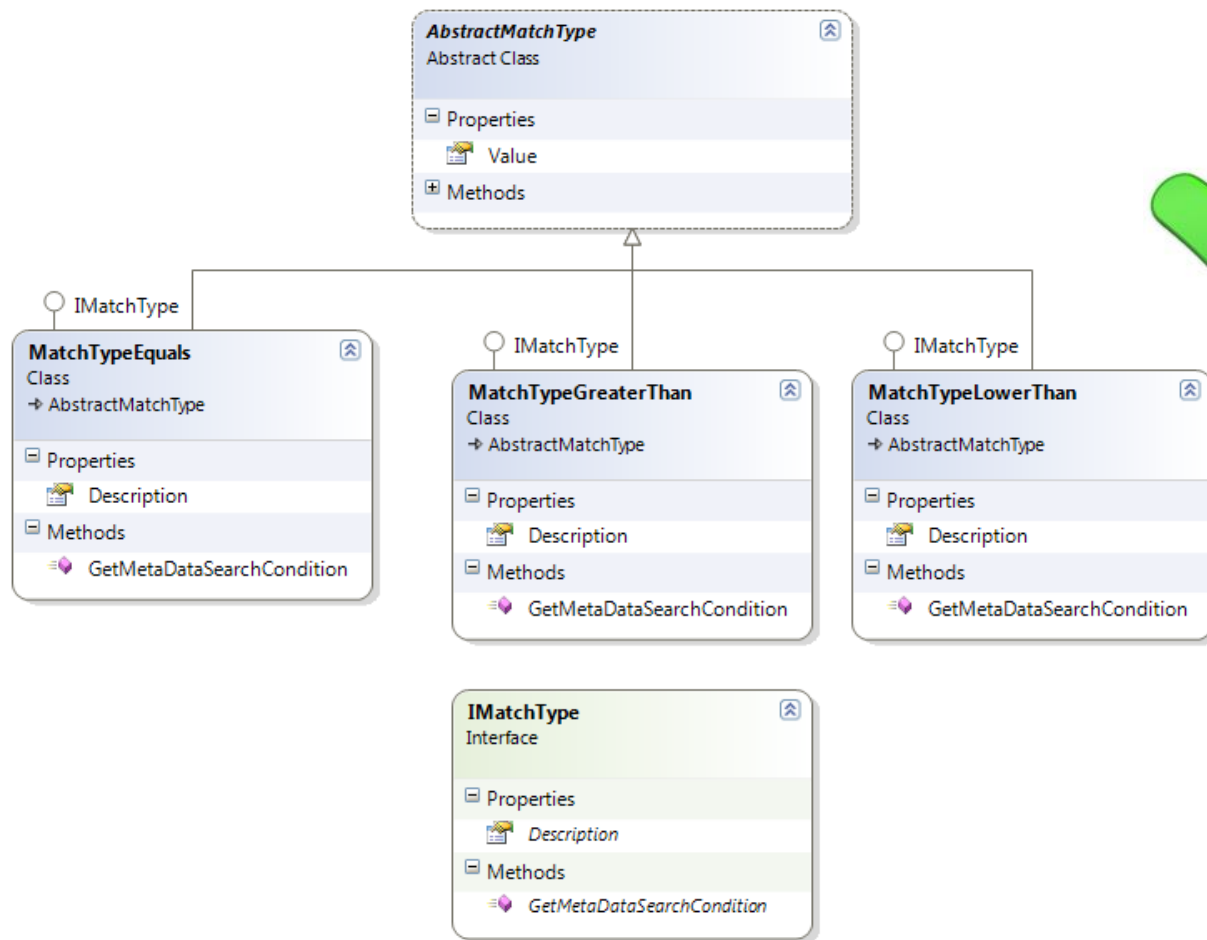 AbstractMatchType
Abstract Class
Properties
Value
Methods
IMatchType
MatchTypeEquals
Class
AbstractMatchType
Properties
Description
Methods
GetMetaDataSearchCondition
IMatchType
MatchTypeGreaterThan
Class
AbstractMatchType
Properties
Description
Methods
GetMetaDataSearchCondition
IMatchType
MatchTypeLowerThan
Class
AbstractMatchType
Properties
Description
Methods
GetMetaDataSearchCondition
IMatchType
Interface
Properties
Description
Methods
GetMetaDataSearchCondition